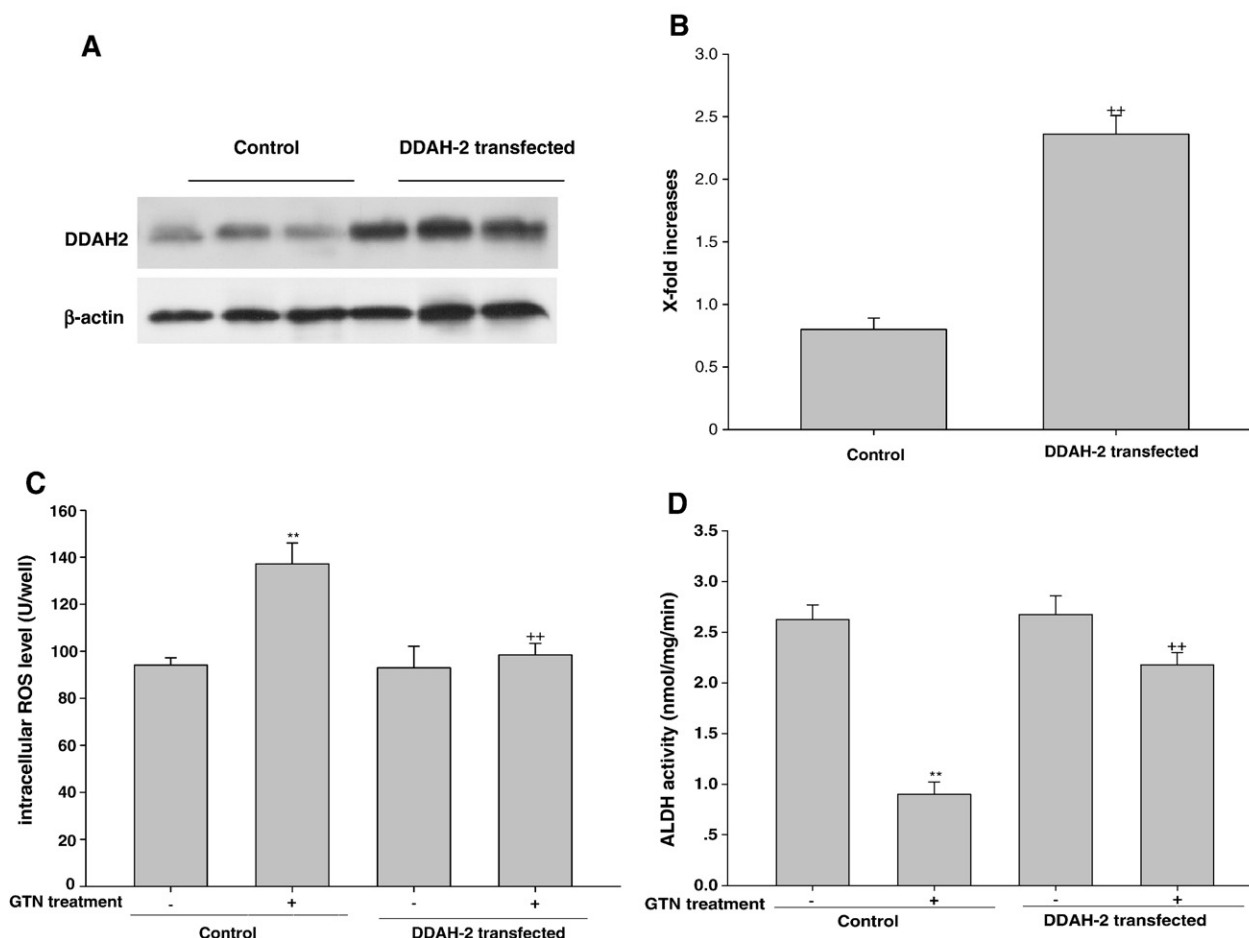 A
Control
DDAH-2 transfected
DDAH2
β-actin
B
3.0
2.5
2.0
1.5
1.0
0.5
0
X-fold increases
++
Control
DDAH-2 transfected
C
160
140
120
100
80
60
40
20
0
intracellular ROS level (U/well)
**
++
GTN treatment - + - +
Control DDAH-2 transfected
D
3.5
3.0
2.5
2.0
1.5
1.0
.5
0.0
ALDH activity (nmol/mg/min)
**
++
GTN treatment - + - +
Control DDAH-2 transfected